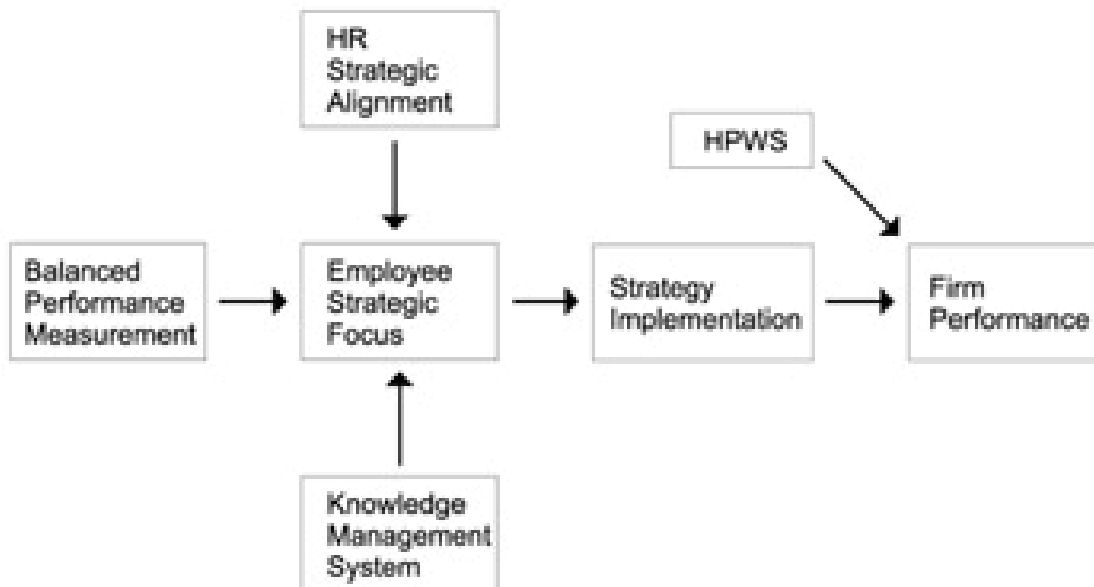 HR
Strategic
Alignment
HPWS
Balanced
Performance
Measurement
Employee
Strategic
Focus
Strategy
Implementation
Firm
Performance
Knowledge
Management
System